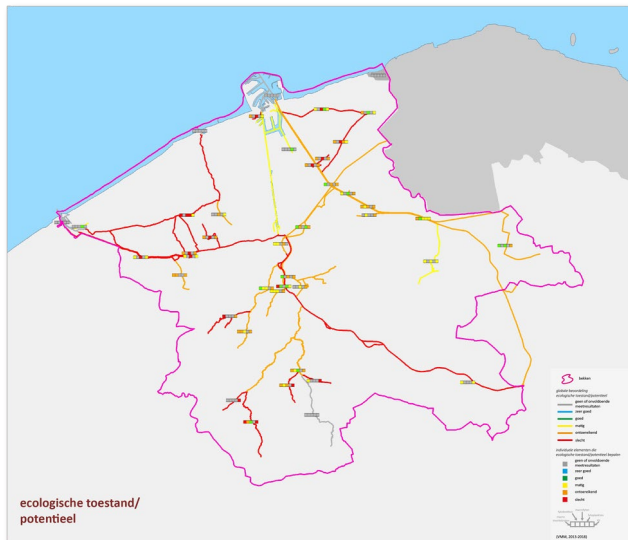 bekken
globale beoordeling
ecologische toestand/potentieel
geen of onvoldoende
meetresultaten
zeer goed
goed
matig
ontoereikend
slecht
individuele elementen die
ecologische toestand/potentieel bepalen
geen of onvoldoende
meetresultaten
zeer goed
goed
matig
ontoereikend
slecht
(VMM, 2013-2018)
ecologische toestand/
potentieel